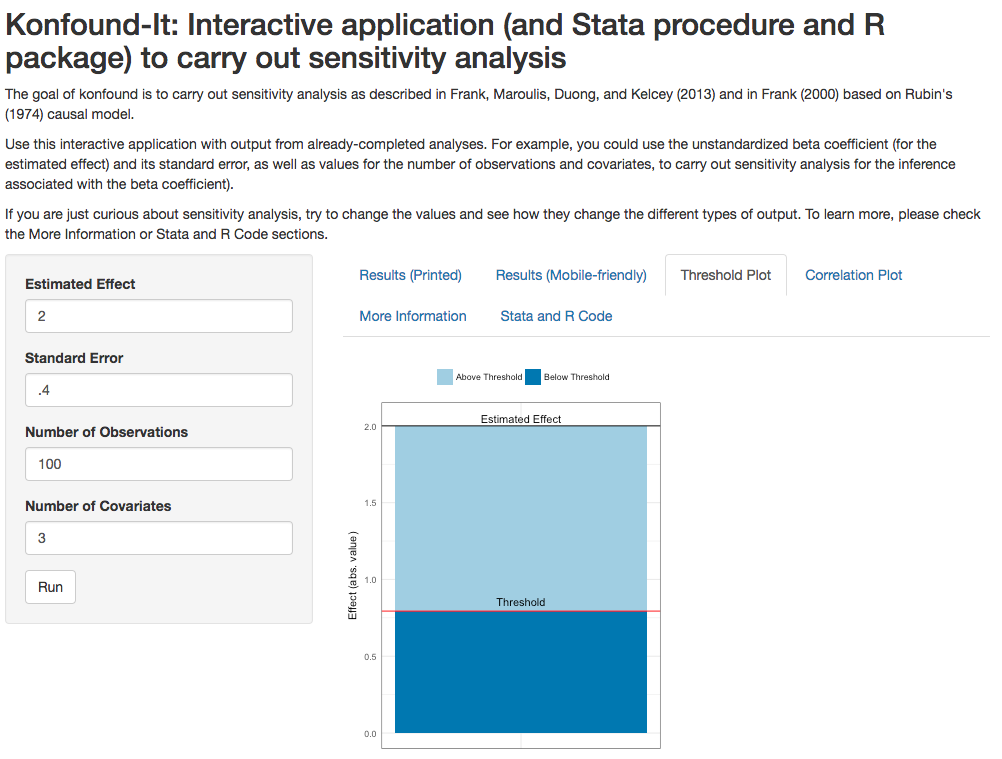 Konfound-It: Interactive application (and Stata procedure and R
package) to carry out sensitivity analysis
The goal of konfound is to carry out sensitivity analysis as described in Frank, Maroulis, Duong, and Kelcey (2013) and in Frank (2000) based on Rubin's
(1974) causal model.
Use this interactive application with output from already-completed analyses. For example, you could use the unstandardized beta coefficient (for the
estimated effect) and its standard error, as well as values for the number of observations and covariates, to carry out sensitivity analysis for the inference
associated with the beta coefficient).
If you are just curious about sensitivity analysis, try to change the values and see how they change the different types of output. To learn more, please check
the More Information or Stata and R Code sections.
Estimated Effect
2
Standard Error
.4
Number of Observations
100
Number of Covariates
3
Run
Results (Printed) Results (Mobile-friendly) Threshold Plot Correlation Plot
More Information Stata and R Code
Above Threshold Below Threshold
Estimated Effect
2.0
1.5
1.0
Threshold
0.5
0.0
Effect (abs. value)